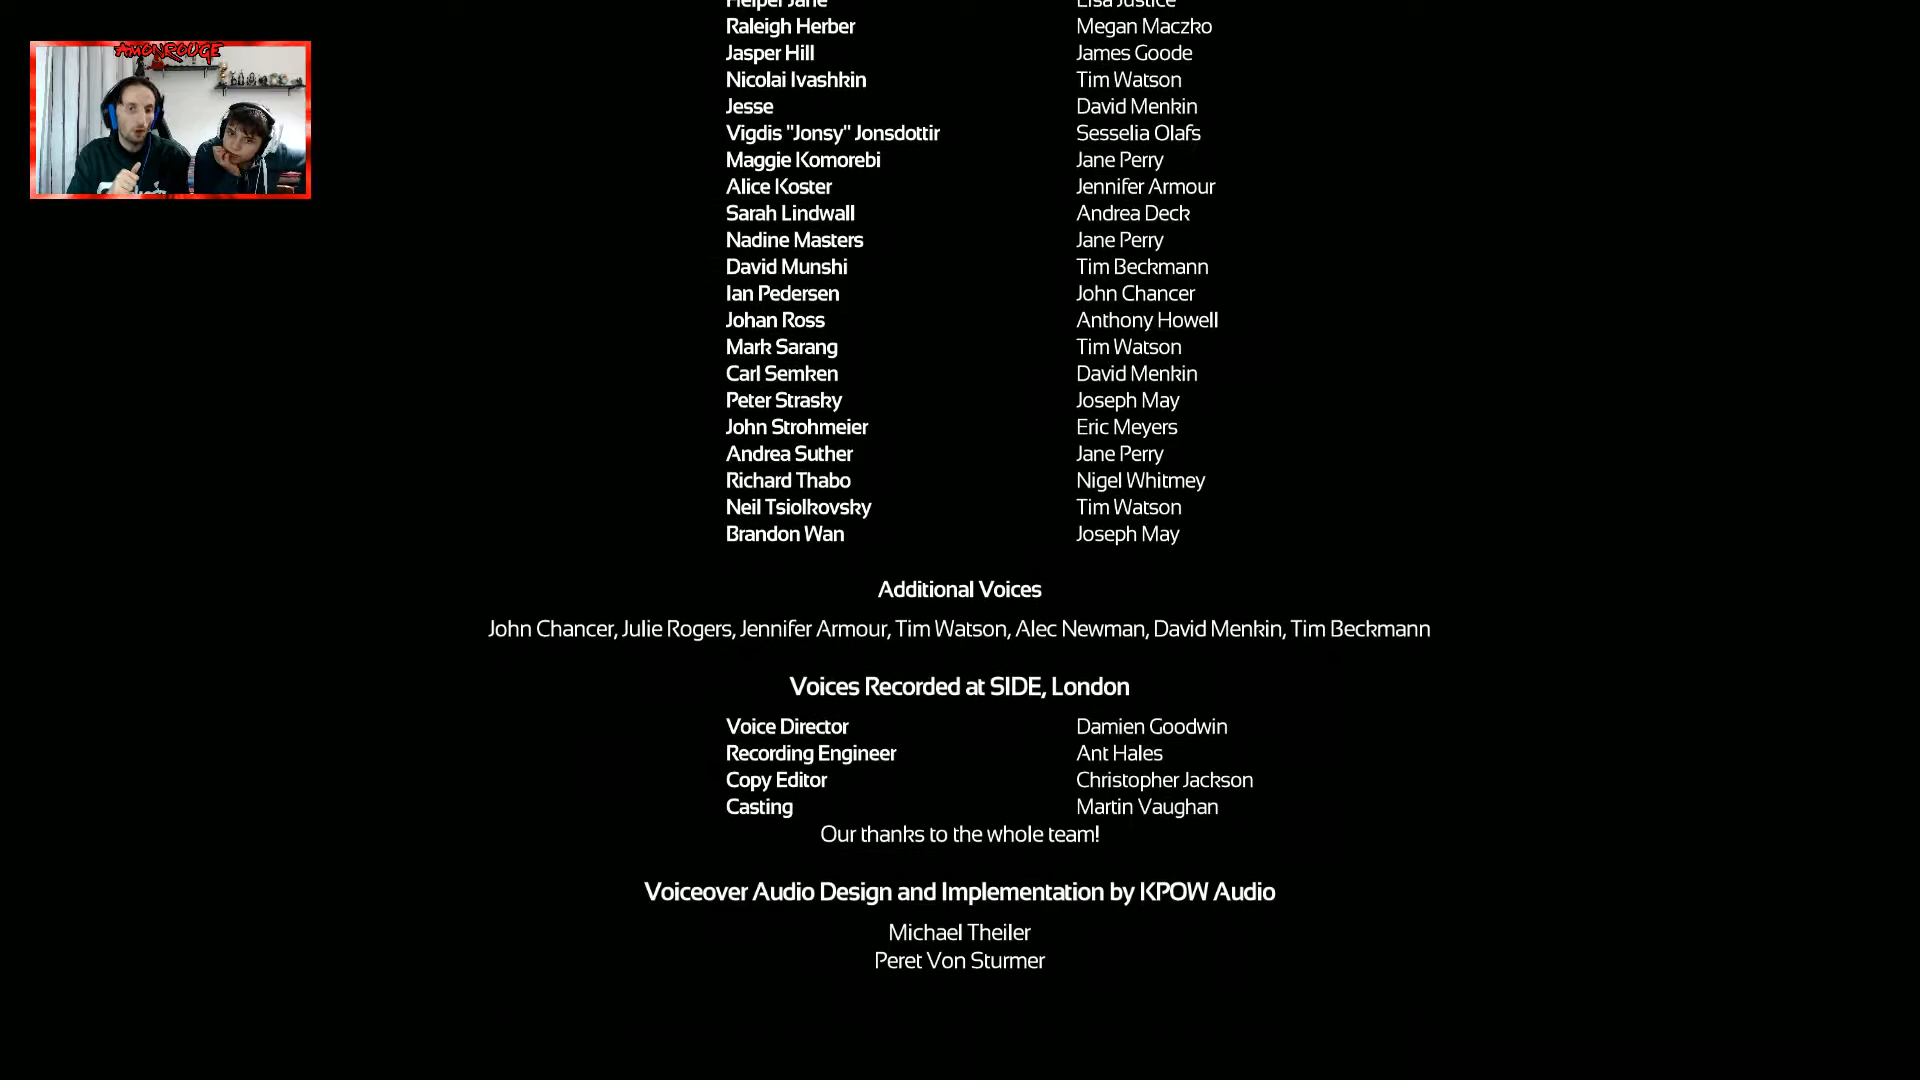 Helper Jane Lisa Justice
AMONROUGE
Raleigh Herber Megan Maczko
Jasper Hill James Goode
Nicolai Ivashkin Tim Watson
Jesse David Menkin
Vigdis "Jonsy" Jonsdottir Sesselia Olafs
Maggie Komorebi Jane Perry
Alice Koster Jennifer Armour
Sarah Lindwall Andrea Deck
Nadine Masters Jane Perry
David Munshi Tim Beckmann
Ian Pedersen John Chancer
Johan Ross Anthony Howell
Mark Sarang Tim Watson
Carl Semken David Menkin
Peter Strasky Joseph May
John Strohmeier Eric Meyers
Andrea Suther Jane Perry
Richard Thabo Nigel Whitmey
Neil Tsiolkovsky Tim Watson
Brandon Wan Joseph May
Additional Voices
John Chancer, Julie Rogers, Jennifer Armour, Tim Watson, Alec Newman, David Menkin, Tim Beckmann
Voices Recorded at SIDE, London
Voice Director Damien Goodwin
Recording Engineer Ant Hales
Copy Editor Christopher Jackson
Casting Martin Vaughan
Our thanks to the whole team!
Voiceover Audio Design and Implementation by KPOW Audio
Michael Theiler
Peret Von Sturmer